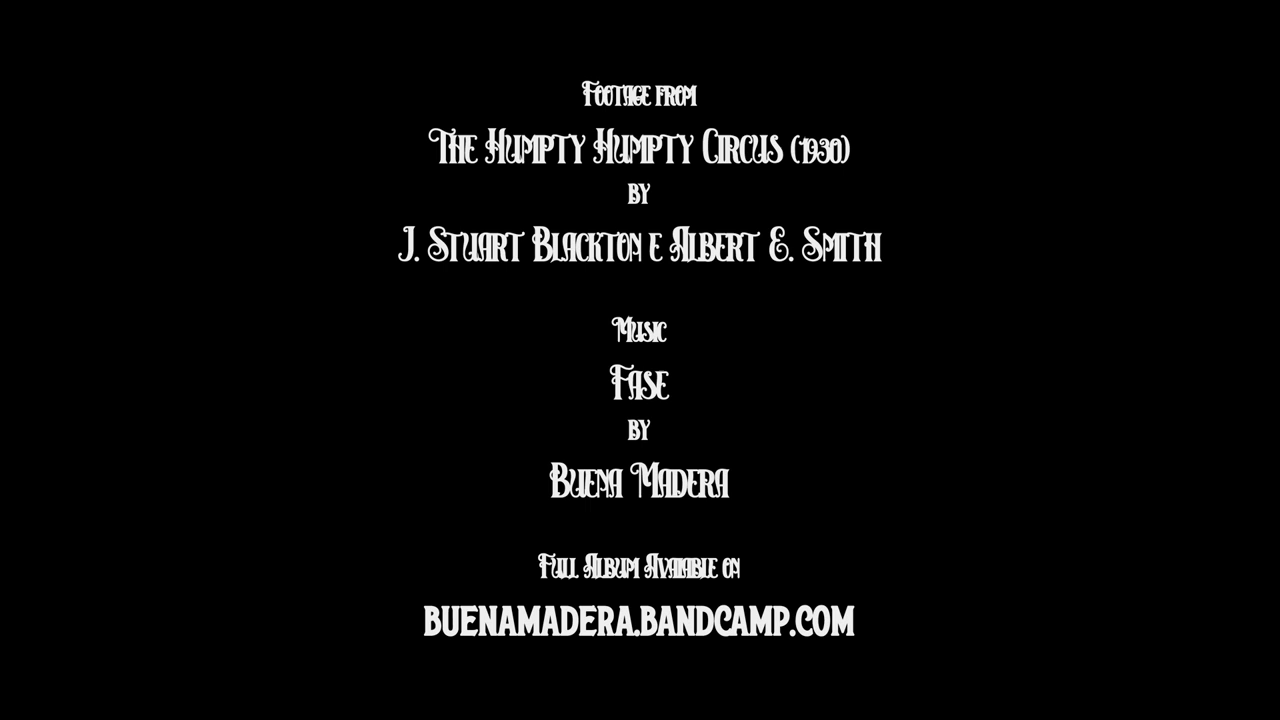 Footage from
The Humpty Humpty Circus (1930)
by
J. Stuart Blackton e Albert E. Smith
Music
Fase
by
Buena Madera
Full Album Avaiable on
BUENAMADERA.BANDCAMP.COM